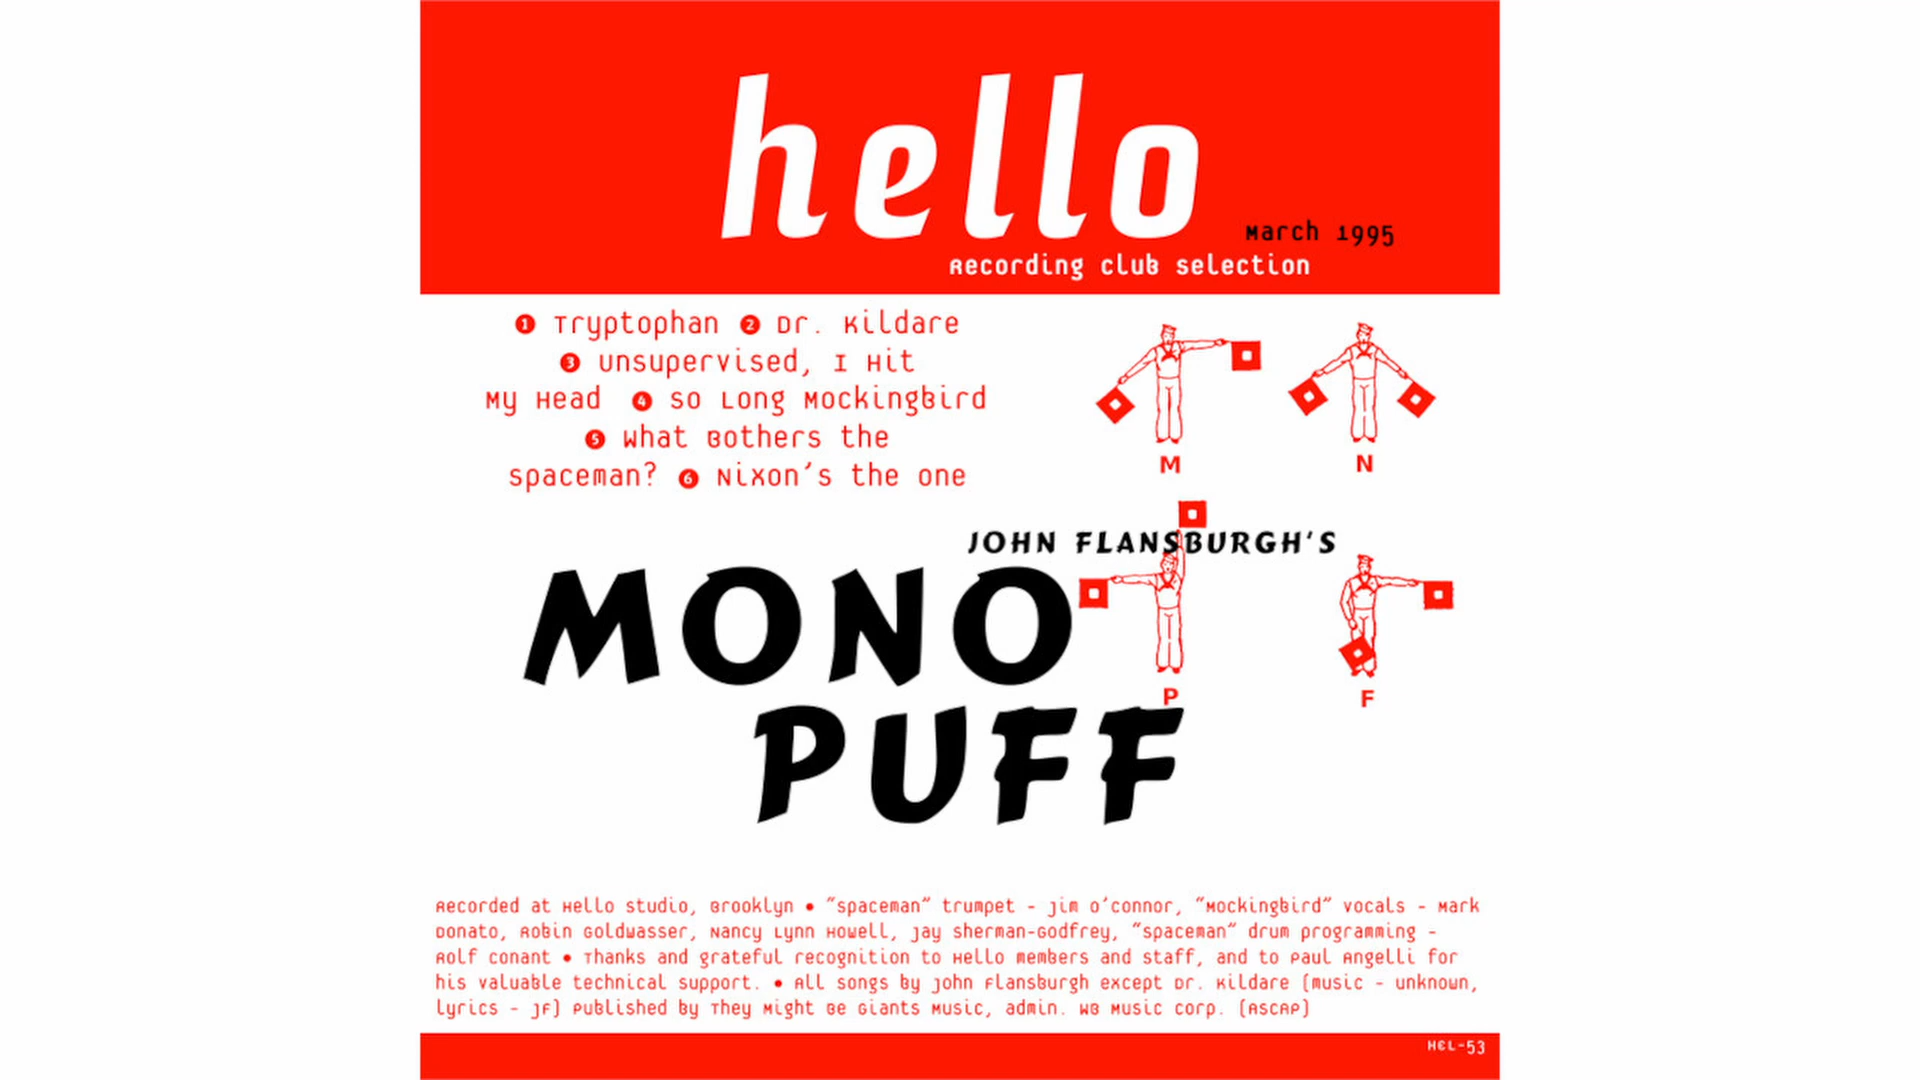 hello
March 1995
Recording club selection
1 Tryptophan 2 Dr. Kildare
3 unsupervised, I Hit
My Head 4 So Long Mockingbird
5 What Bothers the
spaceman? 6 Nixon's the one
M N
JOHN FLANSBURGH'S
MONO
P F
PUFF
Recorded at Hello studio, Brooklyn • "spaceman" trumpet - Jim O'Connor, "Mockingbird" vocals - Mark
Donato, Robin Goldwasser, Nancy Lynn Howell, Jay Sherman-Godfrey, "spaceman" drum programming -
Rolf Conant • Thanks and grateful recognition to Hello members and staff, and to Paul Angelli for
his valuable technical support. • All songs by John Flansburgh except Dr. Kildare (music - unknown,
lyrics - JF) Published by They Might Be Giants Music, admin. WB Music Corp. (ASCAP)
HEL-53